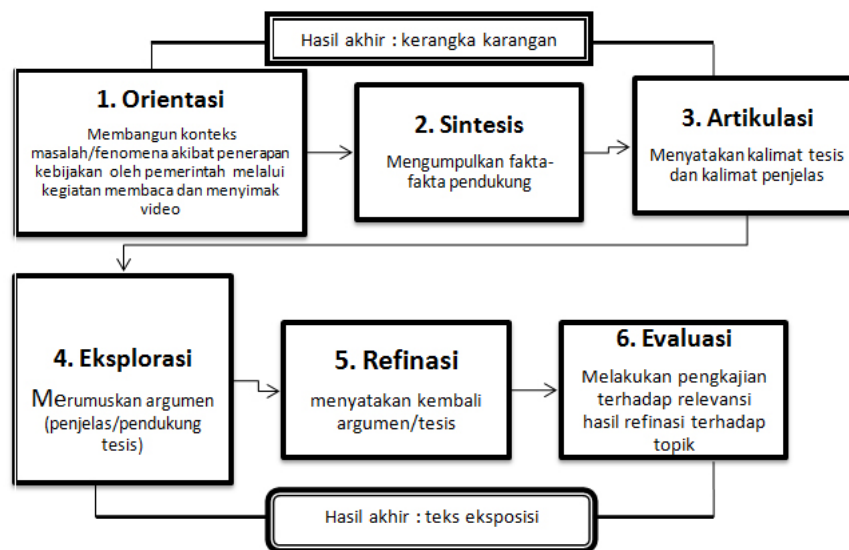 Hasil akhir : kerangka karangan
1. Orientasi
Membangun konteks
masalah/fenomena akibat penerapan
kebijakan oleh pemerintah melalui
kegiatan membaca dan menyimak
video
2. Sintesis
Mengumpulkan fakta-
fakta pendukung
3. Artikulasi
Menyatakan kalimat tesis
dan kalimat penjelas
4. Eksplorasi
Merumuskan argumen
(penjelas/pendukung
tesis)
5. Refinasi
menyatakan kembali
argumen/tesis
6. Evaluasi
Melakukan pengkajian
terhadap relevansi
hasil refinasi terhadap
topik
Hasil akhir : teks eksposisi